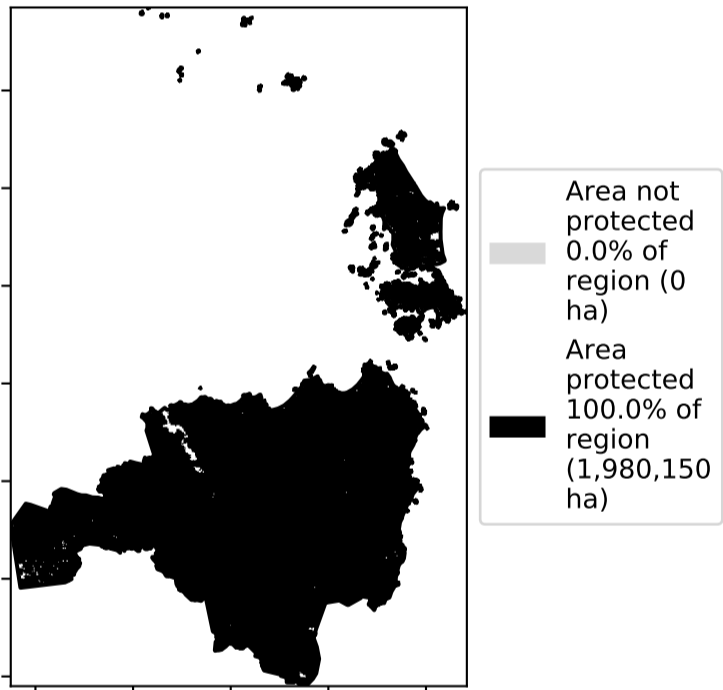 Area not
protected
0.0% of
region (0
ha)
Area
protected
100.0% of
region
(1,980,150
ha)